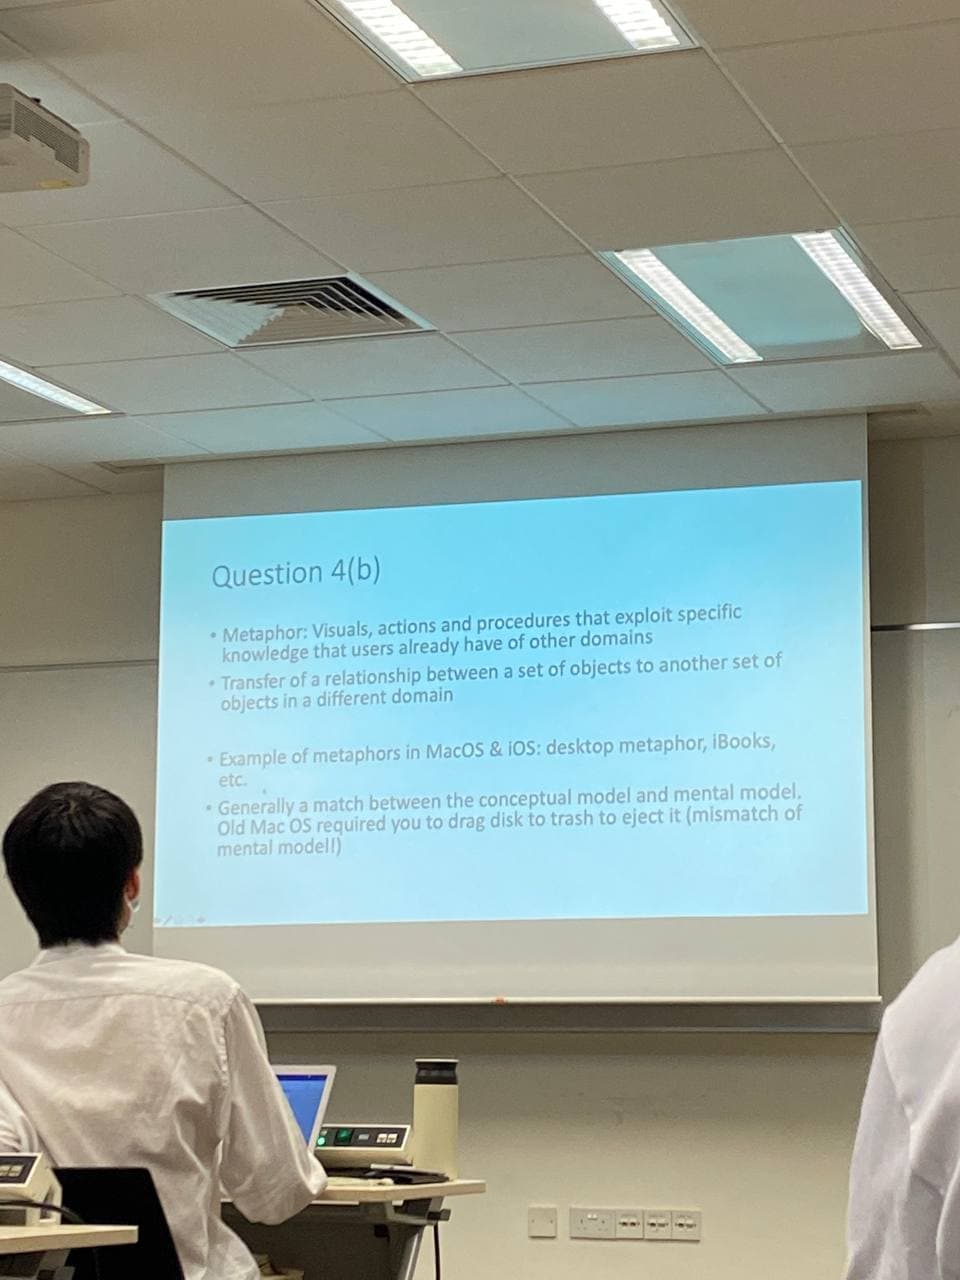 Question 4(b)
• Metaphor: Visuals, actions and procedures that exploit specific
knowledge that users already have of other domains
• Transfer of a relationship between a set of objects to another set of
objects in a different domain
• Example of metaphors in MacOS & iOS: desktop metaphor, iBooks,
etc.
• Generally a match between the conceptual model and mental model.
Old Mac OS required you to drag disk to trash to eject it (mismatch of
mental model!)